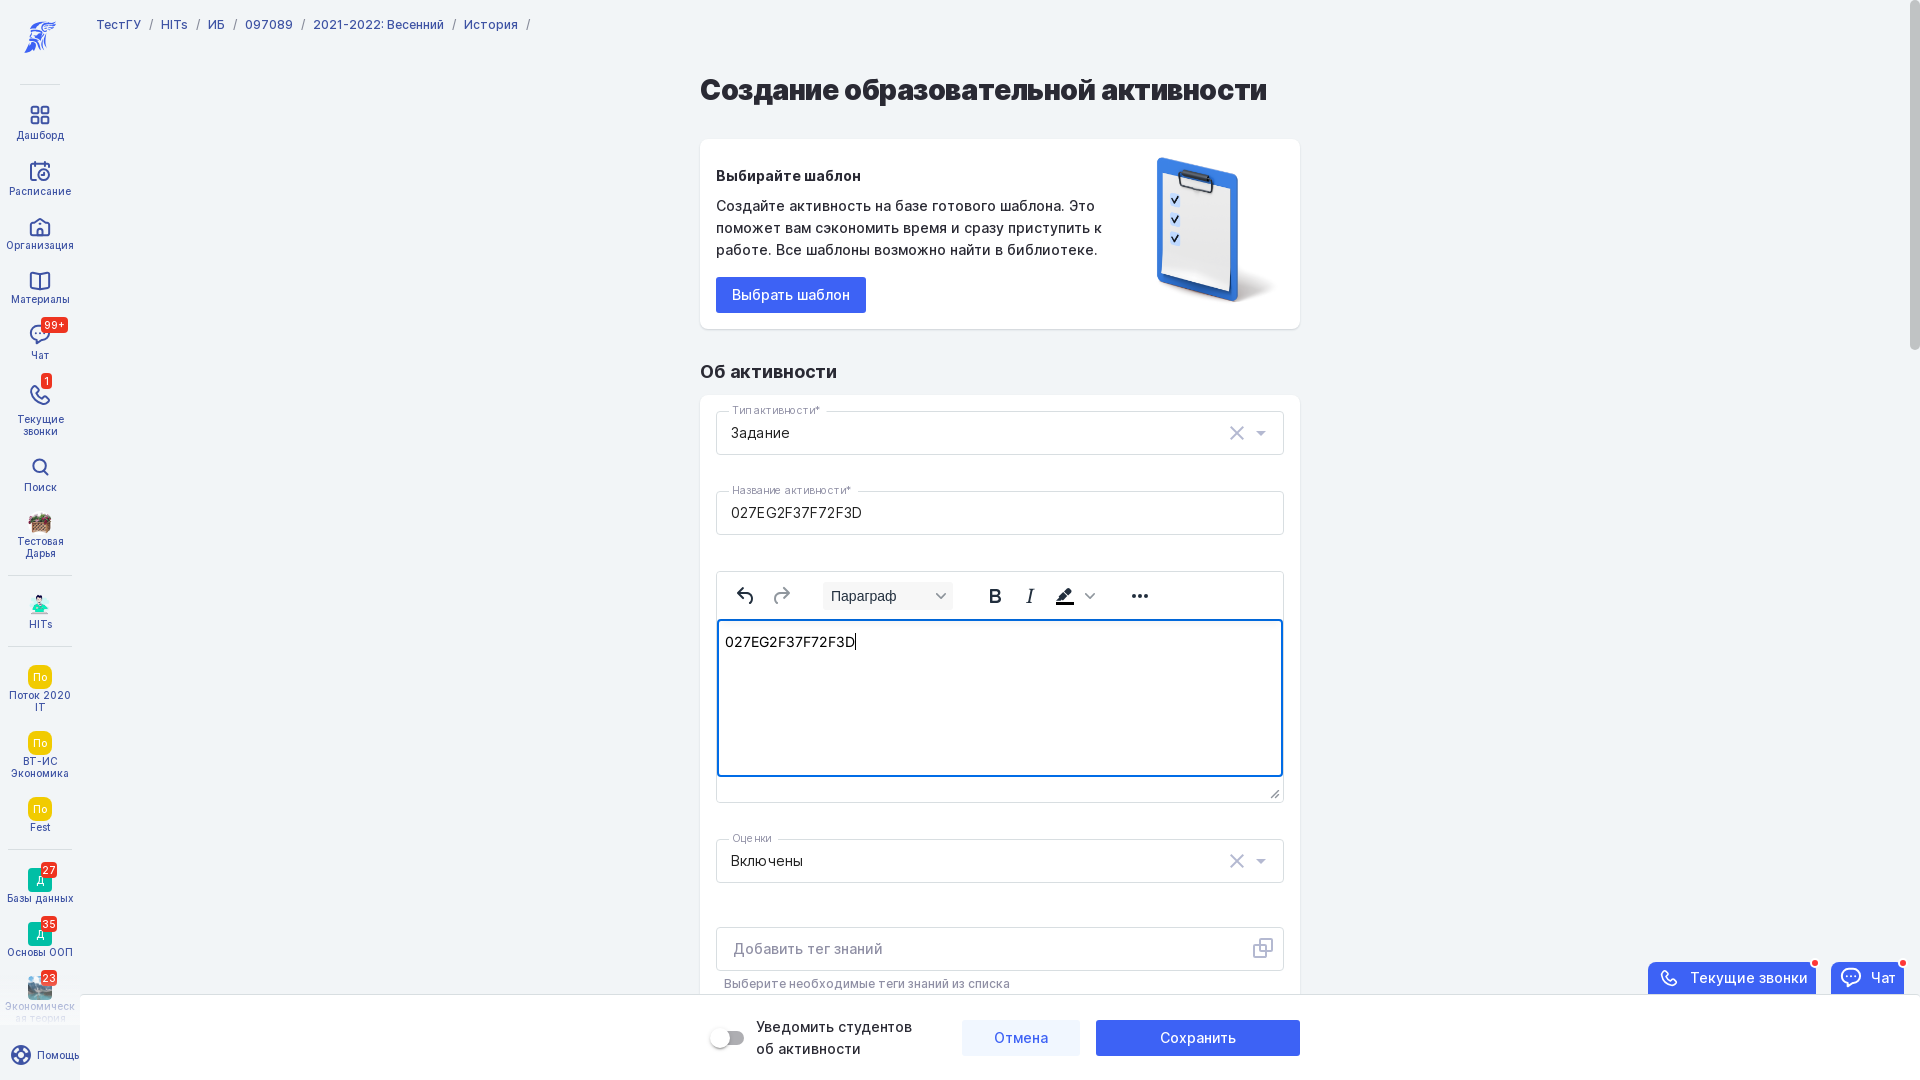 ТестГУ / HITs / ИБ / 097089 / 2021-2022: Весенний / История /
Дашборд
Расписание
Организация
Материалы
99+
Чат
1
Текущие
звонки
Поиск
Тестовая
Дарья
HITs
По
Поток 2020
IT
По
ВТ-ИС
Экономика
По
Fest
27
Д
Базы данных
35
Д
Основы ООП
23
Экономическ
ая теория
Помощь
Создание образовательной активности
Выбирайте шаблон
Создайте активность на базе готового шаблона. Это
поможет вам сэкономить время и сразу приступить к
работе. Все шаблоны возможно найти в библиотеке.
Выбрать шаблон
Об активности
Тип активности*
Задание
Название активности*
027EG2F37F72F3D
Параграф
027EG2F37F72F3D
Оценки
Включены
Добавить тег знаний
Выберите необходимые теги знаний из списка
Текущие звонки
Чат
Уведомить студентов
об активности
Отмена
Сохранить